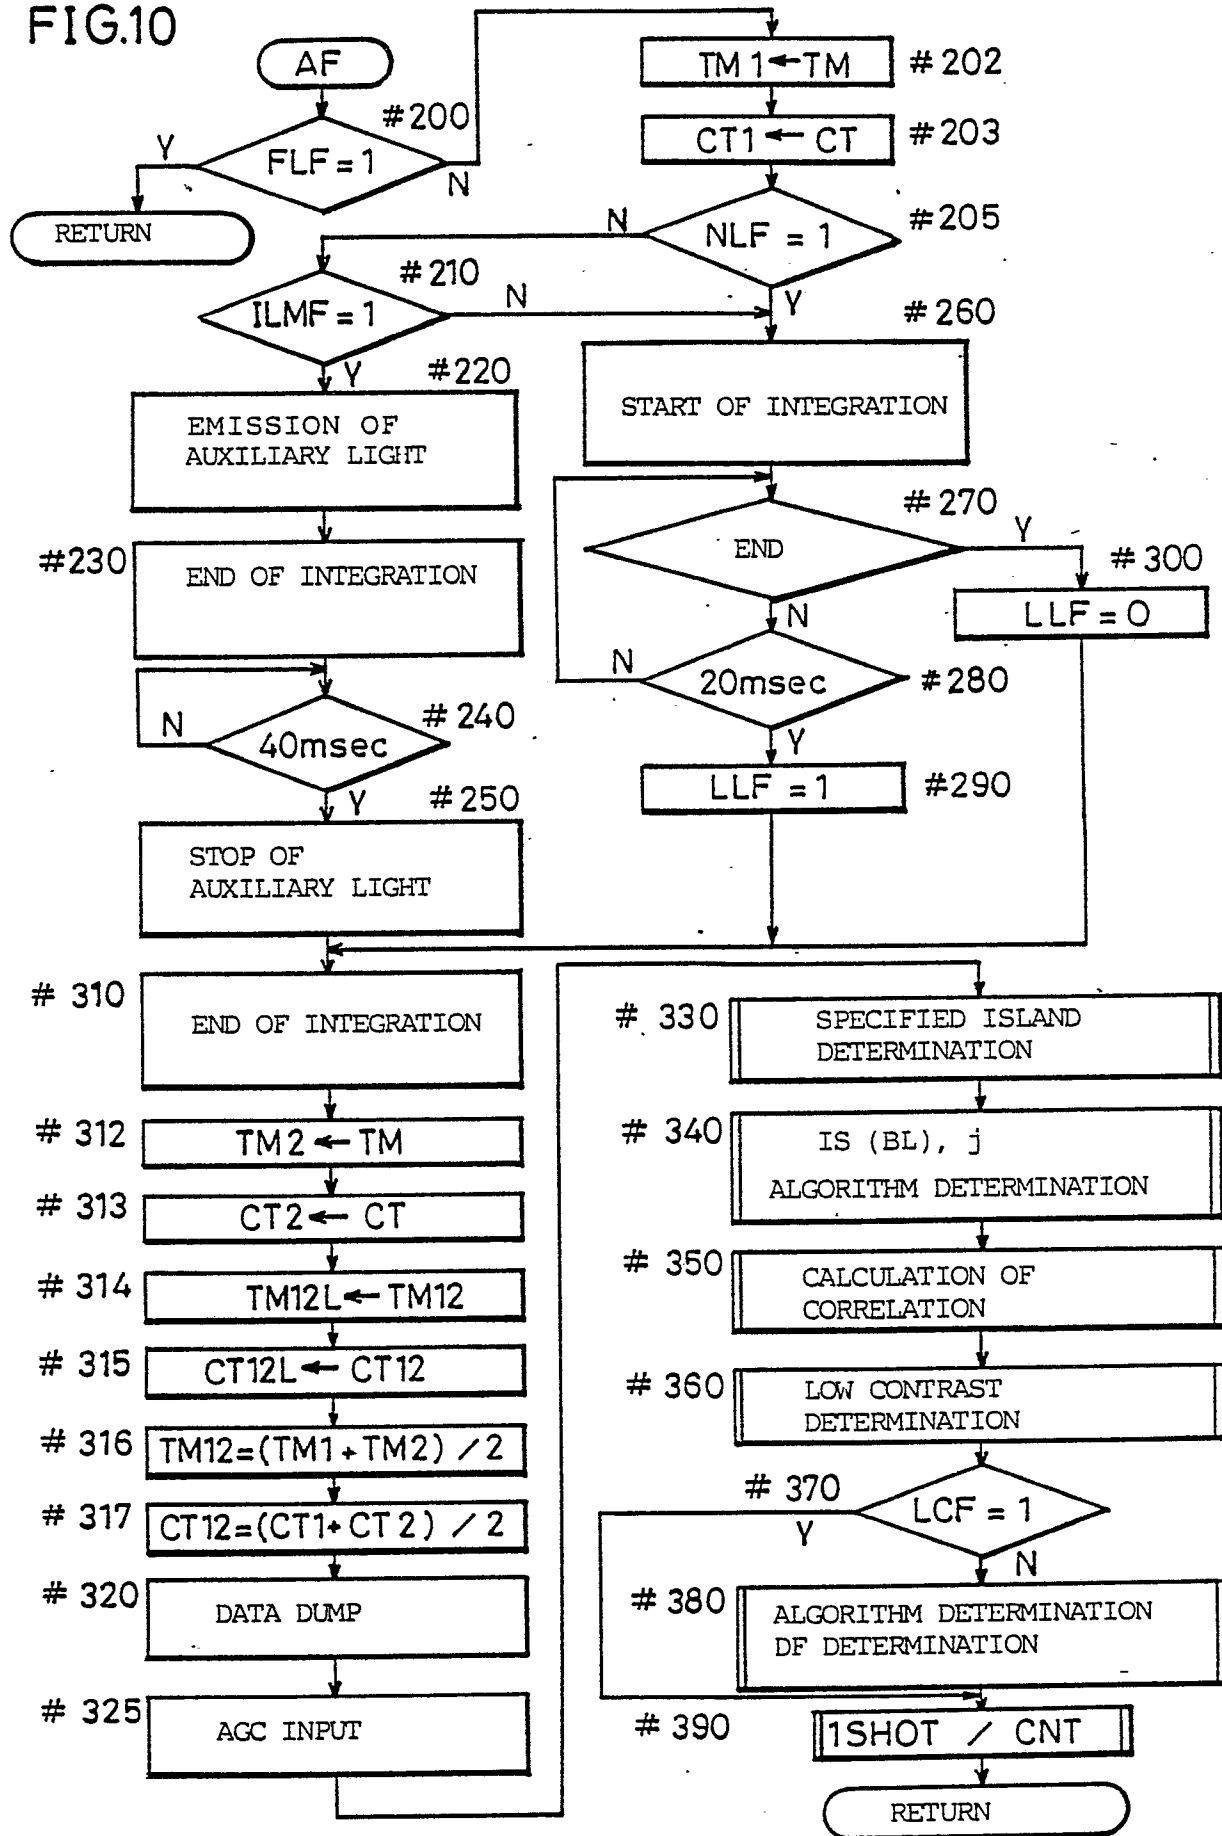 FIG.10
AF
#200
FLF = 1
Y
N
RETURN
TM1←TM
#202
CT1 ← CT
#203
NLF = 1
#205
N
Y
ILMF = 1
#210
N
Y
#220
EMISSION OF
AUXILIARY LIGHT
#230
END OF INTEGRATION
#240
40msec
N
Y
#250
STOP OF
AUXILIARY LIGHT
#260
START OF INTEGRATION
#270
END
Y
N
#300
LLF = 0
20msec
#280
N
Y
LLF = 1
#290
# 310
END OF INTEGRATION
# 312
TM2 ← TM
# 313
CT2 ← CT
# 314
TM12L ← TM12
# 315
CT12L ← CT12
# 316
TM12=(TM1+TM2) / 2
# 317
CT12=(CT1+CT2) / 2
# 320
DATA DUMP
# 325
AGC INPUT
# 330
SPECIFIED ISLAND
DETERMINATION
# 340
IS (BL), j
ALGORITHM DETERMINATION
# 350
CALCULATION OF
CORRELATION
# 360
LOW CONTRAST
DETERMINATION
# 370
LCF = 1
Y
N
# 380
ALGORITHM DETERMINATION
DF DETERMINATION
# 390
1SHOT / CNT
RETURN